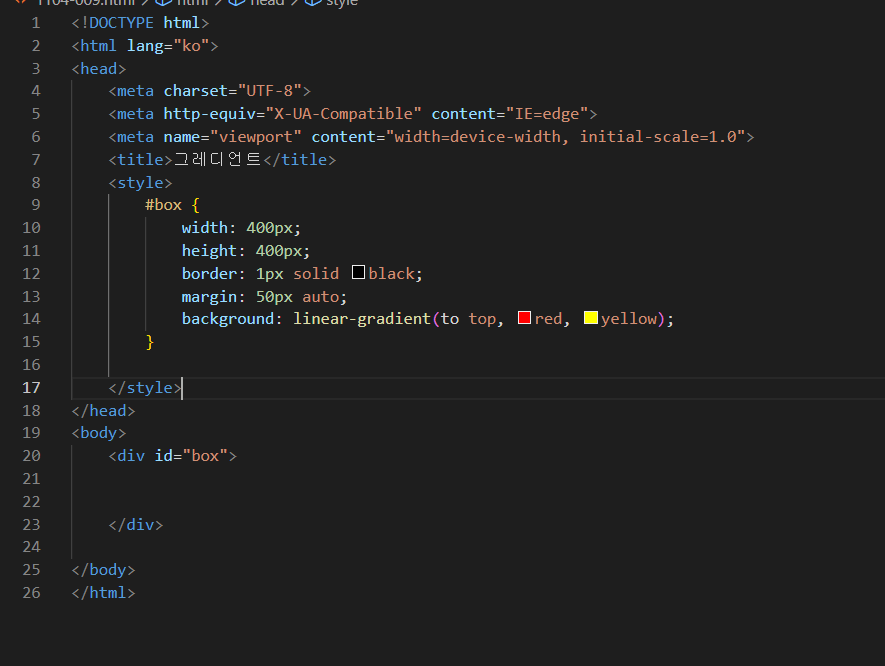 1104-009.html > html > head > style
1 <!DOCTYPE html>
2 <html lang="ko">
3 <head>
4 <meta charset="UTF-8">
5 <meta http-equiv="X-UA-Compatible" content="IE=edge">
6 <meta name="viewport" content="width=device-width, initial-scale=1.0">
7 <title>그레디언트</title>
8 <style>
9 #box {
10 width: 400px;
11 height: 400px;
12 border: 1px solid black;
13 margin: 50px auto;
14 background: linear-gradient(to top, red, yellow);
15 }
16
17 </style>
18 </head>
19 <body>
20 <div id="box">
21
22
23 </div>
24
25 </body>
26 </html>